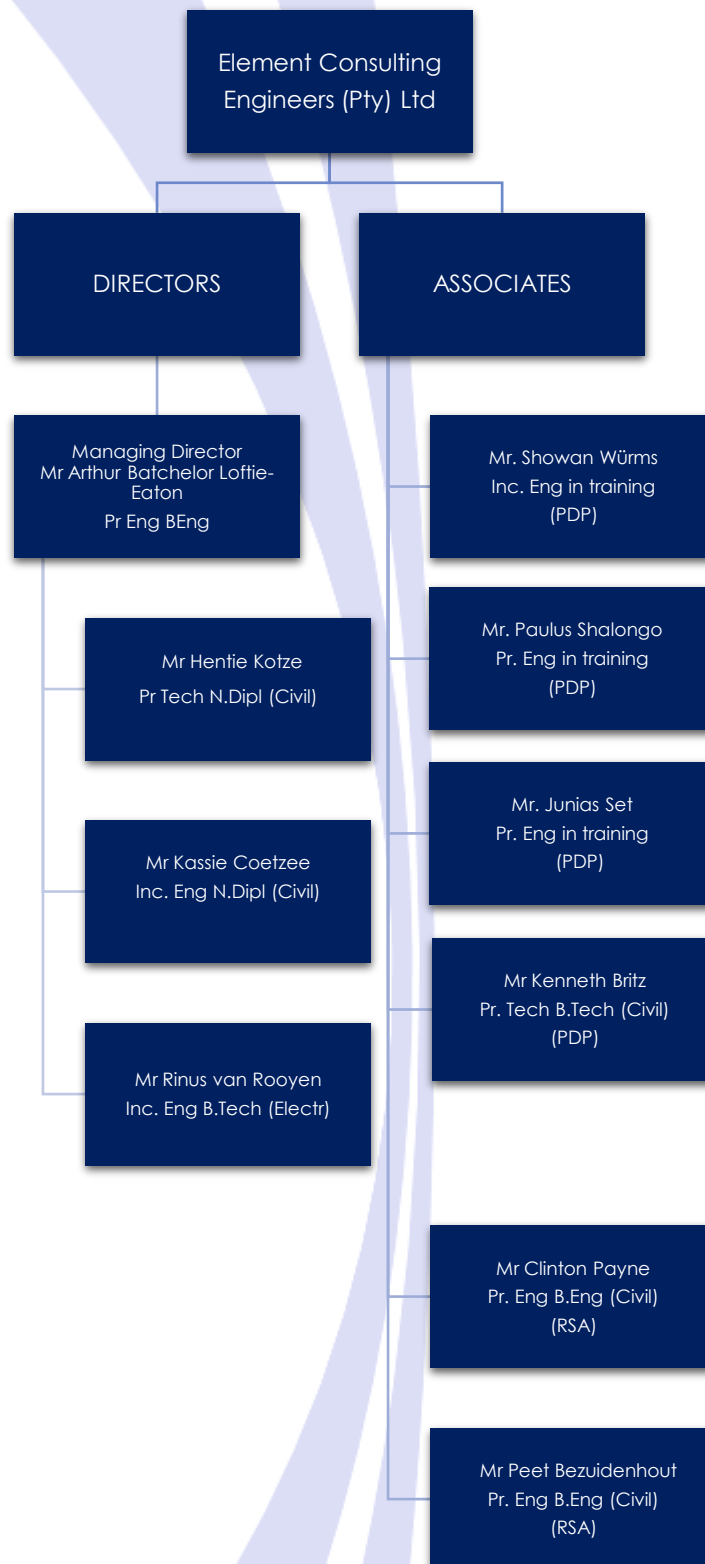 Element Consulting
Engineers (Pty) Ltd
DIRECTORS
ASSOCIATES
Managing Director
Mr Arthur Batchelor Loftie-
Eaton
Pr Eng BEng
Mr Hentie Kotze
Pr Tech N.Dipl (Civil)
Mr Kassie Coetzee
Inc. Eng N.Dipl (Civil)
Mr Rinus van Rooyen
Inc. Eng B.Tech (Electr)
Mr. Showan Würms
Inc. Eng in training
(PDP)
Mr. Paulus Shalongo
Pr. Eng in training
(PDP)
Mr. Junias Set
Pr. Eng in training
(PDP)
Mr Kenneth Britz
Pr. Tech B.Tech (Civil)
(PDP)
Mr Clinton Payne
Pr. Eng B.Eng (Civil)
(RSA)
Mr Peet Bezuidenhout
Pr. Eng B.Eng (Civil)
(RSA)